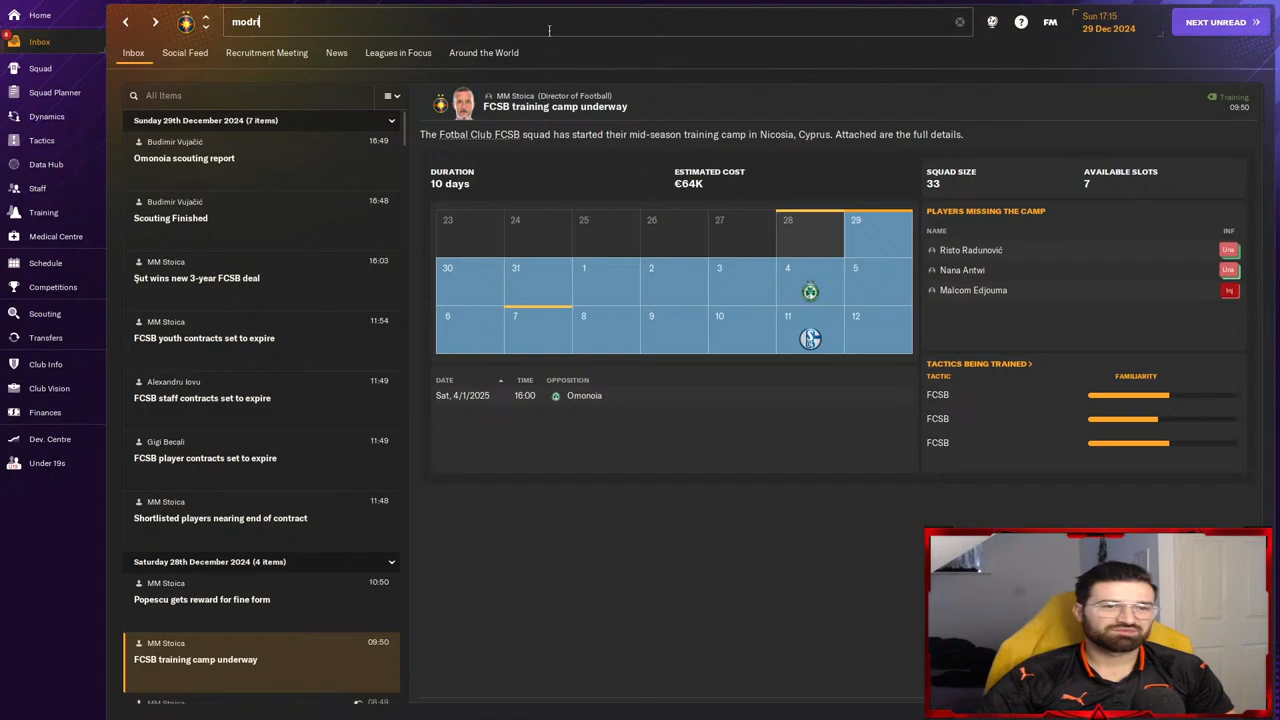 Home
8
Inbox
Squad
Squad Planner
Dynamics
Tactics
Data Hub
Staff
Training
Medical Centre
Schedule
Competitions
Scouting
Transfers
Club Info
Club Vision
Finances
Dev. Centre
U19
Under 19s
modri
FM
Sun 17:15
29 Dec 2024
NEXT UNREAD
Inbox
Social Feed
Recruitment Meeting
News
Leagues in Focus
Around the World
All Items
Sunday 29th December 2024 (7 items)
Budimir Vujačić 16:49
Omonoia scouting report
Budimir Vujačić 16:48
Scouting Finished
MM Stoica 16:03
Șut wins new 3-year FCSB deal
MM Stoica 11:54
FCSB youth contracts set to expire
Alexandru Iovu 11:49
FCSB staff contracts set to expire
Gigi Becali 11:49
FCSB player contracts set to expire
MM Stoica 11:48
Shortlisted players nearing end of contract
Saturday 28th December 2024 (4 items)
MM Stoica 10:50
Popescu gets reward for fine form
MM Stoica 09:50
FCSB training camp underway
MM Stoica 08:48
MM Stoica (Director of Football)
FCSB training camp underway
Training
09:50
The Fotbal Club FCSB squad has started their mid-season training camp in Nicosia, Cyprus. Attached are the full details.
DURATION
10 days
ESTIMATED COST
€64K
SQUAD SIZE
33
AVAILABLE SLOTS
7
23 24 25 26 27 28 29
30 31 1 2 3 4 5
6 7 8 9 10 11 12
PLAYERS MISSING THE CAMP
NAME INF
Risto Radunović Una
Nana Antwi Una
Malcom Edjouma Inj
DATE TIME OPPOSITION
Sat, 4/1/2025 16:00 Omonoia
TACTICS BEING TRAINED >
TACTIC FAMILIARITY
FCSB
FCSB
FCSB